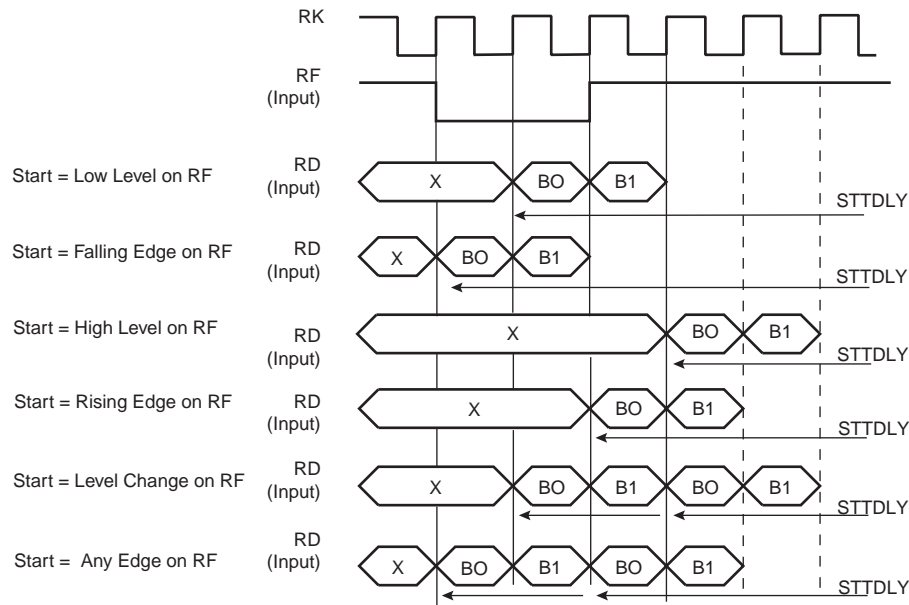 RK
RF
(Input)
Start = Low Level on RF
RD
(Input)
X
BO
B1
STTDLY
Start = Falling Edge on RF
RD
(Input)
X
BO
B1
STTDLY
Start = High Level on RF
RD
(Input)
X
BO
B1
STTDLY
Start = Rising Edge on RF
RD
(Input)
X
BO
B1
STTDLY
Start = Level Change on RF
RD
(Input)
X
BO
B1
BO
B1
STTDLY
Start = Any Edge on RF
RD
(Input)
X
BO
B1
BO
B1
STTDLY